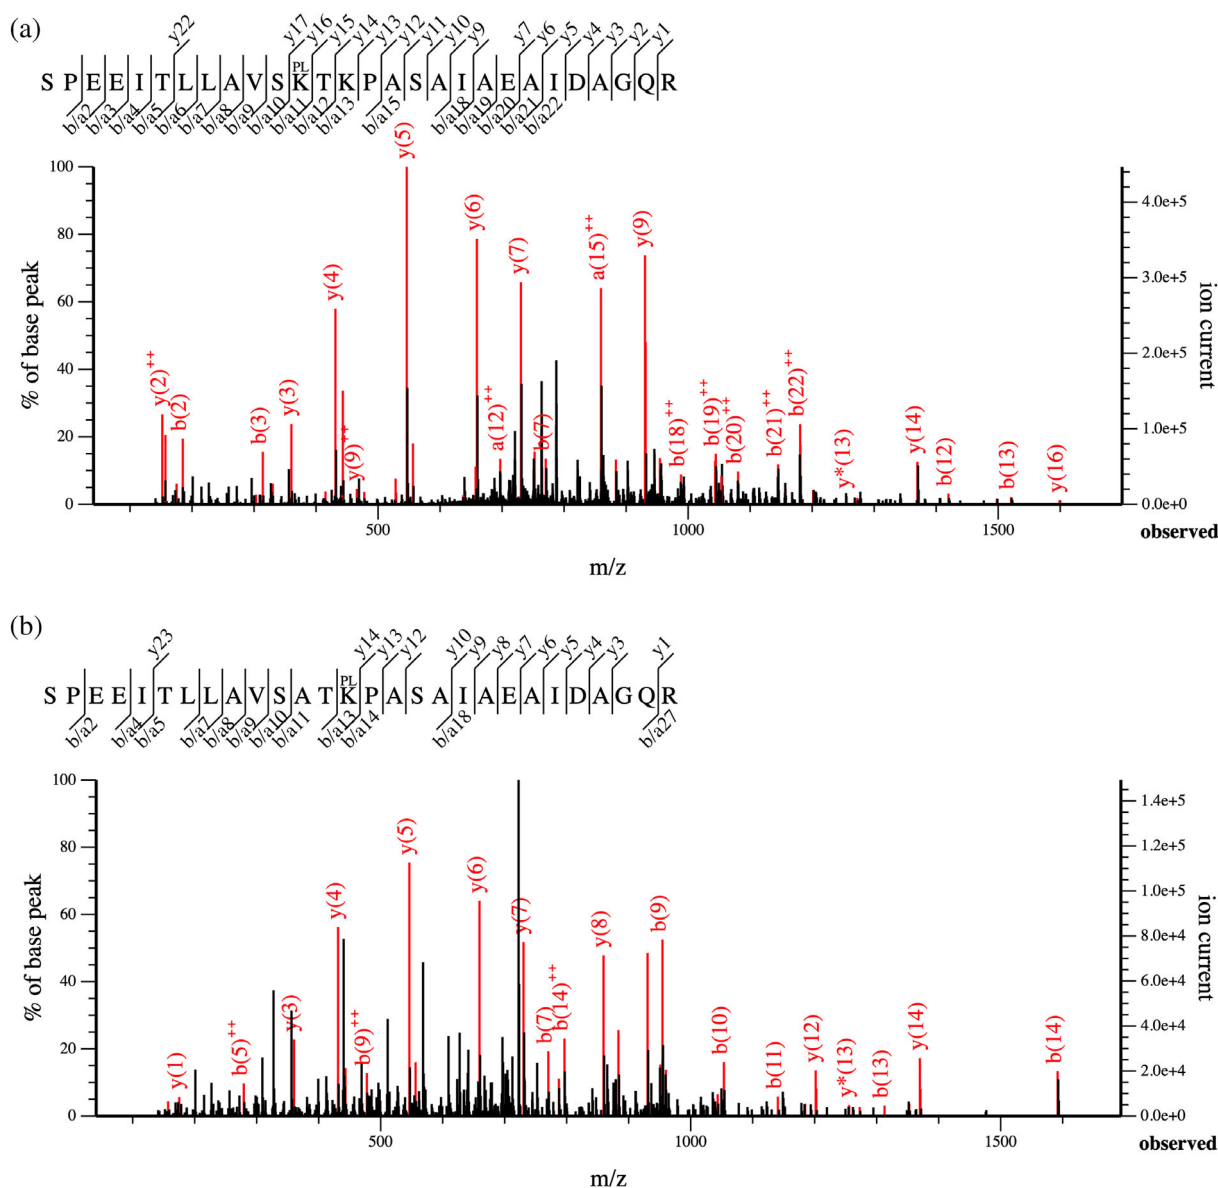 (a)
y22 y17 y16 y15 y14 y13 y12 y11 y10 y9 y7 y6 y5 y4 y3 y2 y1
PL
S P E E I T L L A V S K T K P A S A I A E A I D A G Q R
b/a2 b/a3 b/a4 b/a5 b/a6 b/a7 b/a8 b/a9 b/a10 b/a11 b/a12 b/a13 b/a15 b/a18 b/a19 b/a20 b/a21 b/a22
% of base peak
100
80
60
40
20
0
y(2)++ b(2) b(3) y(3) y(4) y(9)++ y(5) y(6) a(12)++ y(7) b(7) a(15)++ y(9) b(18)++ b(19)++ b(20)++ b(21)++ b(22)++ y*(13) y(14) b(12) b(13) y(16)
4.0e+5
3.0e+5
2.0e+5
1.0e+5
0.0e+0
ion current
500 1000 1500 observed
m/z
(b)
y23 y14 y13 y12 y10 y9 y8 y7 y6 y5 y4 y3 y1
PL
S P E E I T L L A V S A T K P A S A I A E A I D A G Q R
b/a2 b/a4 b/a5 b/a7 b/a8 b/a9 b/a10 b/a11 b/a13 b/a14 b/a18 b/a27
% of base peak
100
80
60
40
20
0
y(1) b(5)++ y(3) y(4) b(9)++ y(5) y(6) y(7) b(7) b(14)++ y(8) b(9) b(10) b(11) y(12) y*(13) b(13) y(14) b(14)
1.4e+5
1.2e+5
1.0e+5
8.0e+4
6.0e+4
4.0e+4
2.0e+4
0.0e+0
ion current
500 1000 1500 observed
m/z